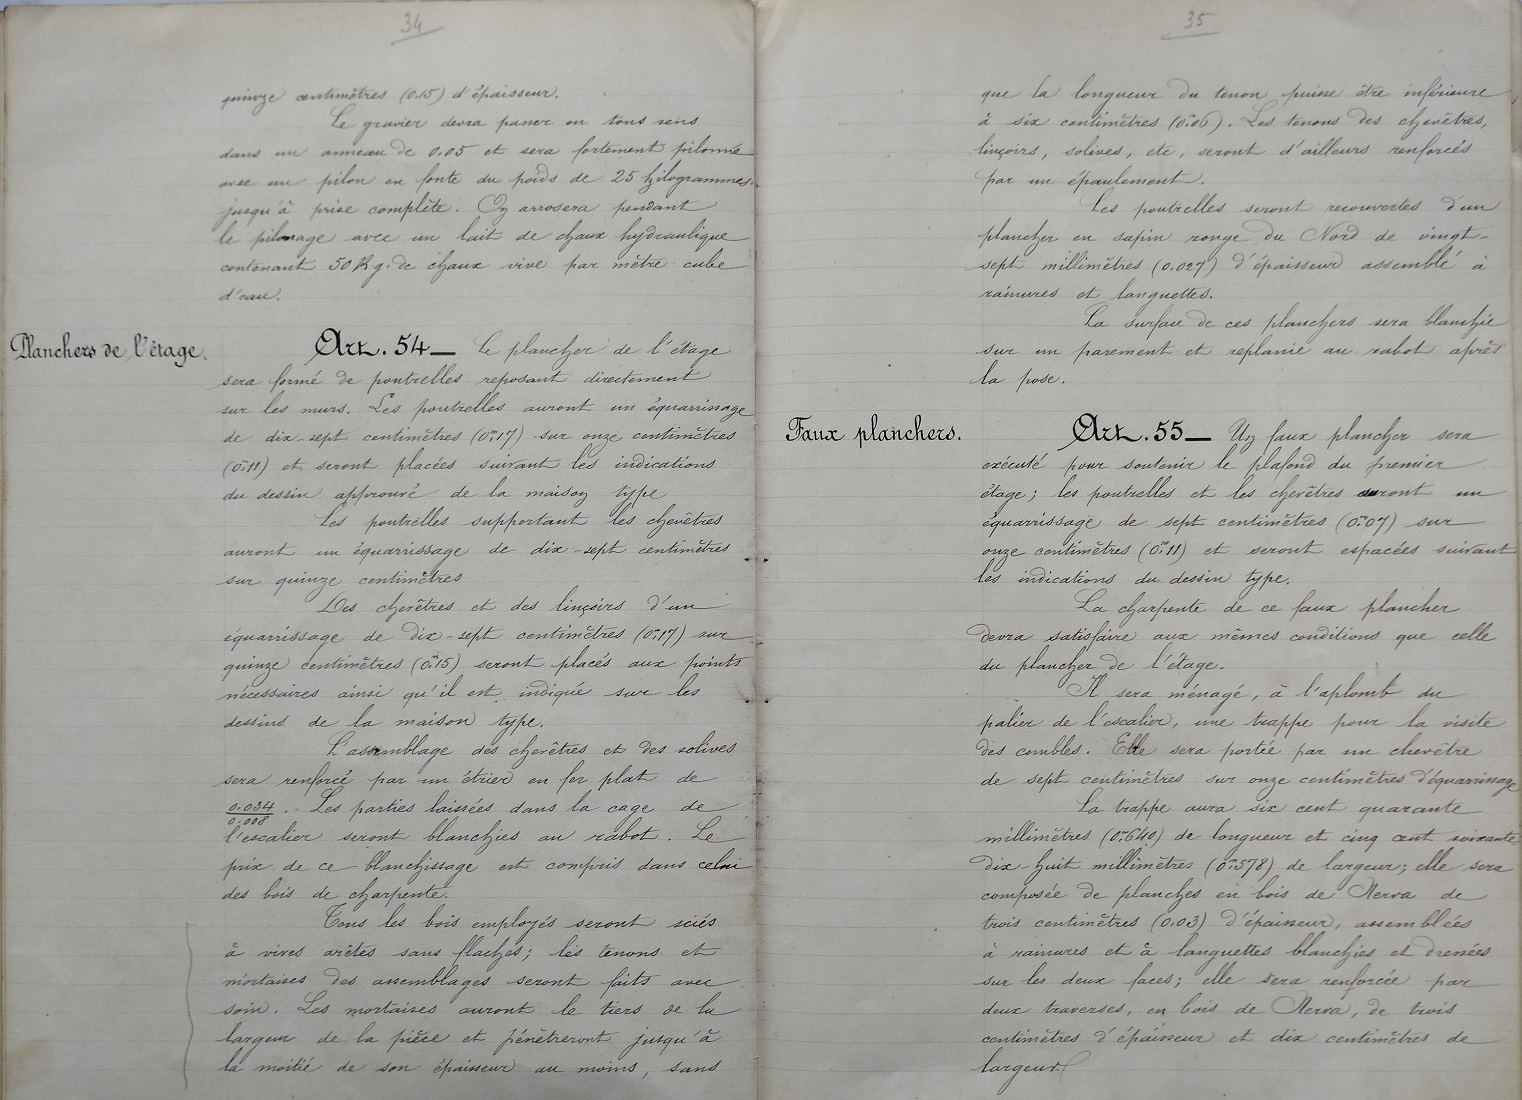 34
quinze centimètres (0.15) d'épaisseur.
Le gravier devra passer en tous sens
dans un anneau de 0.05 et sera fortement pilonné
avec un pilon en fonte du poids de 25 kilogrammes
jusqu'à prise complète. On arrosera pendant
le pilonage avec un lait de chaux hydraulique
contenant 50 Kg. de chaux vive par mètre cube
d'eau.
Planchers de l'étage.
Art. 54 _ Le plancher de l'étage
sera formé de poutrelles reposant directement
sur les murs. Les poutrelles auront un équarrissage
de dix-sept centimètres (0m17) sur onze centimètres
(0m11) et seront placées suivant les indications
du dessin approuvé de la maison type
Les poutrelles supportant les chevêtres
auront un équarrissage de dix-sept centimètres
sur quinze centimètres
Des chevêtres et des linçoirs d'un
équarrissage de dix-sept centimètres (0m17) sur
quinze centimètres (0m15) seront placés aux points
nécessaires ainsi qu'il est indiqué sur les
dessins de la maison type.
L'assemblage des chevêtres et des solives
sera renforcé par un étrier en fer plat de
0.034
0.008
. Les parties laissées dans la cage de
l'escalier seront blanchies au rabot. Le
prix de ce blanchissage est compris dans celui
des bois de charpente.
Tous les bois employés seront sciés
à vives arêtes sans flaches; les tenons et
mortaises des assemblages seront faits avec
soin. Les mortaises auront le tiers de la
largeur de la pièce et pénètreront jusqu'à
la moitié de son épaisseur au moins, sans
35
que la longueur du tenon puisse être inférieure
à six centimètres (0m06). Les tenons des chevêtres,
linçoirs, solives, etc, seront d'ailleurs renforcés
par un épaulement.
Les poutrelles seront recouvertes d'un
plancher en sapin rouge du Nord de vingt-
sept millimètres (0.027) d'épaisseur assemblé à
rainures et languettes.
La surface de ces planchers sera blanchie
sur un parement et replanie au rabot après
la pose.
Faux planchers.
Art. 55 _ Un faux plancher sera
exécuté pour soutenir le plafond du premier
étage; les poutrelles et les chevêtres auront un
équarrissage de sept centimètres (0m07) sur
onze centimètres (0m11) et seront espacées suivant
les indications du dessin type.
La charpente de ce faux plancher
devra satisfaire aux mêmes conditions que celle
du plancher de l'étage.
Il sera ménagé, à l'aplomb du
palier de l'escalier, une trappe pour la visite
des combles. Elle sera portée par un chevêtre
de sept centimètres sur onze centimètres d'équarrissage
La trappe aura six cent quarante
millimètres (0m640) de longueur et cinq cent soixante-
dix-huit millimètres (0m578) de largeur; elle sera
composée de planches en bois de Nerva de
trois centimètres (0.03) d'épaisseur, assemblées
à rainures et à languettes blanchies et dressées
sur les deux faces; elle sera renforcée par
deux traverses, en bois de Nerva, de trois
centimètres d'épaisseur et dix centimètres de
largeur.